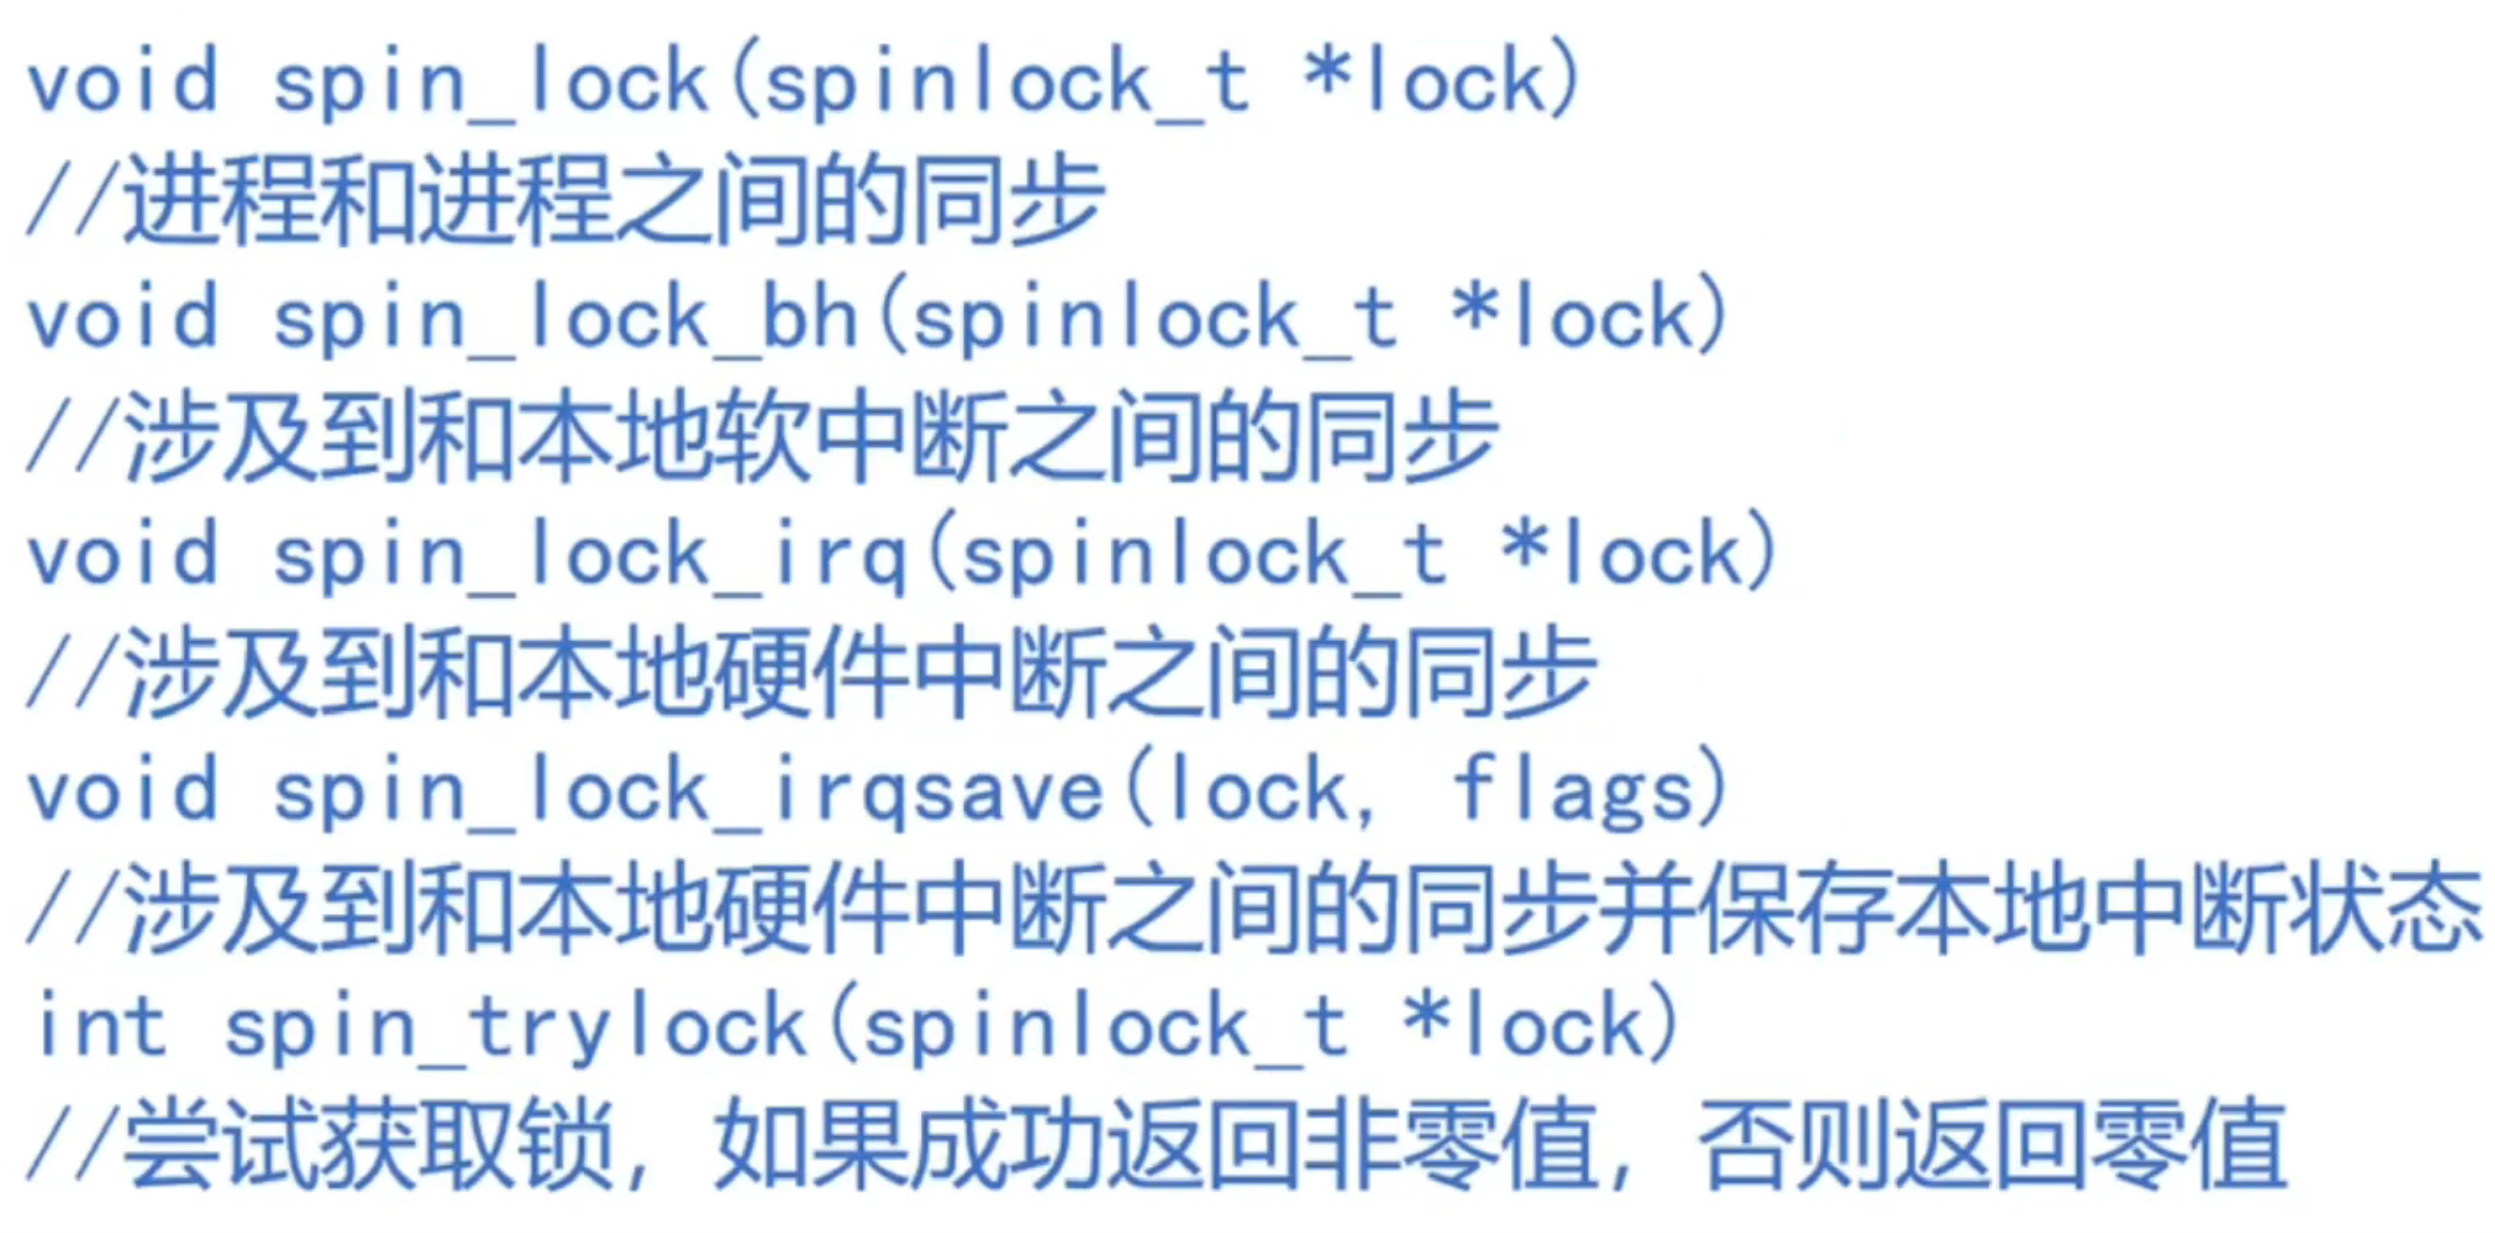 void spin_lock(spinlock_t *lock)
//进程和进程之间的同步
void spin_lock_bh(spinlock_t *lock)
//涉及到和本地软中断之间的同步
void spin_lock_irq(spinlock_t *lock)
//涉及到和本地硬件中断之间的同步
void spin_lock_irqsave(lock, flags)
//涉及到和本地硬件中断之间的同步并保存本地中断状态
int spin_trylock(spinlock_t *lock)
//尝试获取锁，如果成功返回非零值，否则返回零值